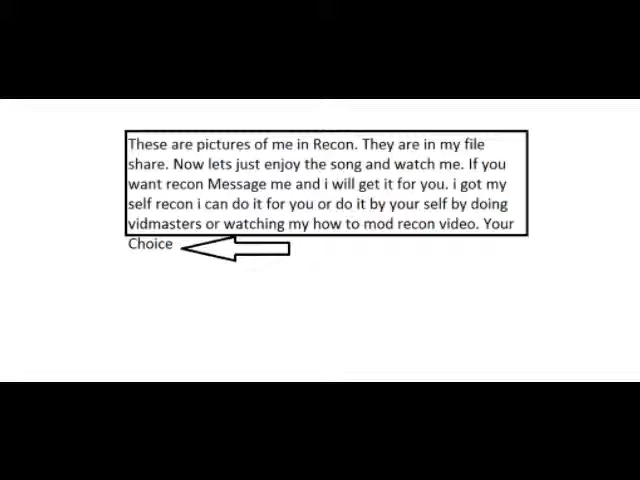 These are pictures of me in Recon. They are in my file
share. Now lets just enjoy the song and watch me. If you
want recon Message me and i will get it for you. i got my
self recon i can do it for you or do it by your self by doing
vidmasters or watching my how to mod recon video. Your
Choice